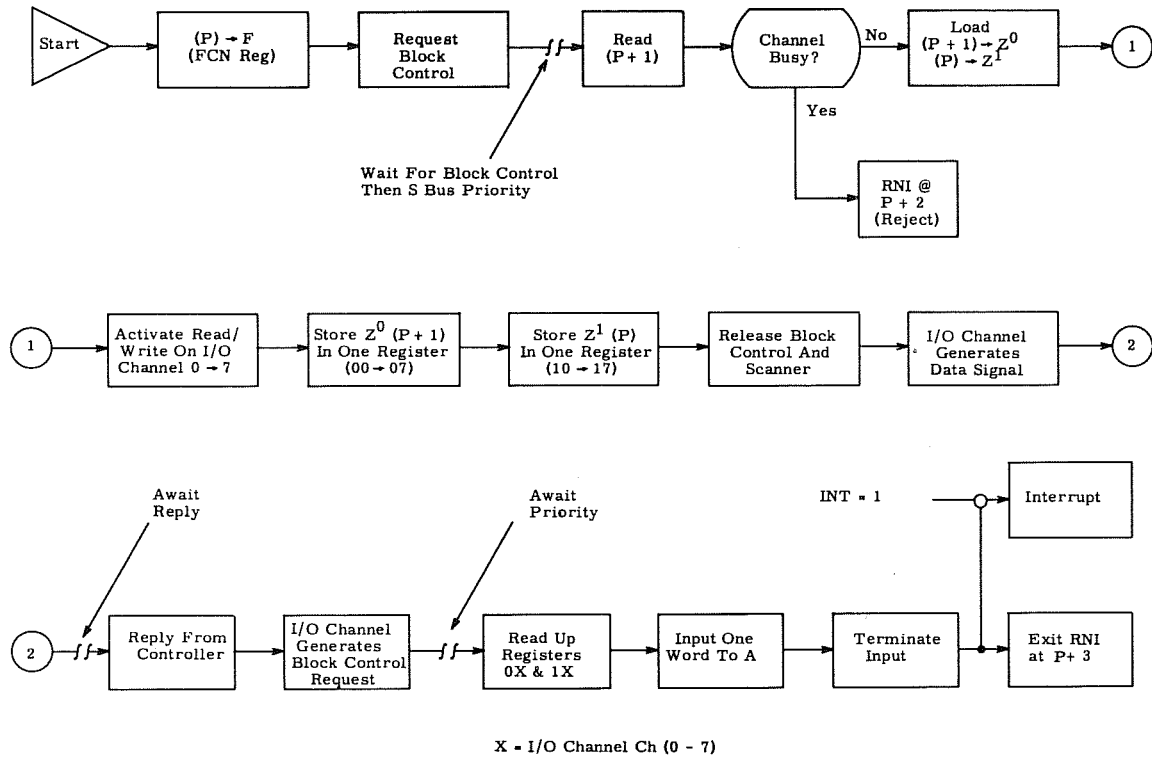 Start
(P) → F
(FCN Reg)
Request
Block
Control
Read
(P + 1)
Channel
Busy?
No
Load
(P + 1) → Z⁰
(P) → Z¹
1
Yes
Wait For Block Control
Then S Bus Priority
RNI @
P + 2
(Reject)
1
Activate Read/
Write On I/O
Channel 0 → 7
Store Z⁰ (P + 1)
In One Register
(00 → 07)
Store Z¹ (P)
In One Register
(10 → 17)
Release Block
Control And
Scanner
I/O Channel
Generates
Data Signal
2
Await
Reply
Await
Priority
INT = 1
Interrupt
2
Reply From
Controller
I/O Channel
Generates
Block Control
Request
Read Up
Registers
0X & 1X
Input One
Word To A
Terminate
Input
Exit RNI
at P+ 3
X = I/O Channel Ch (0 - 7)